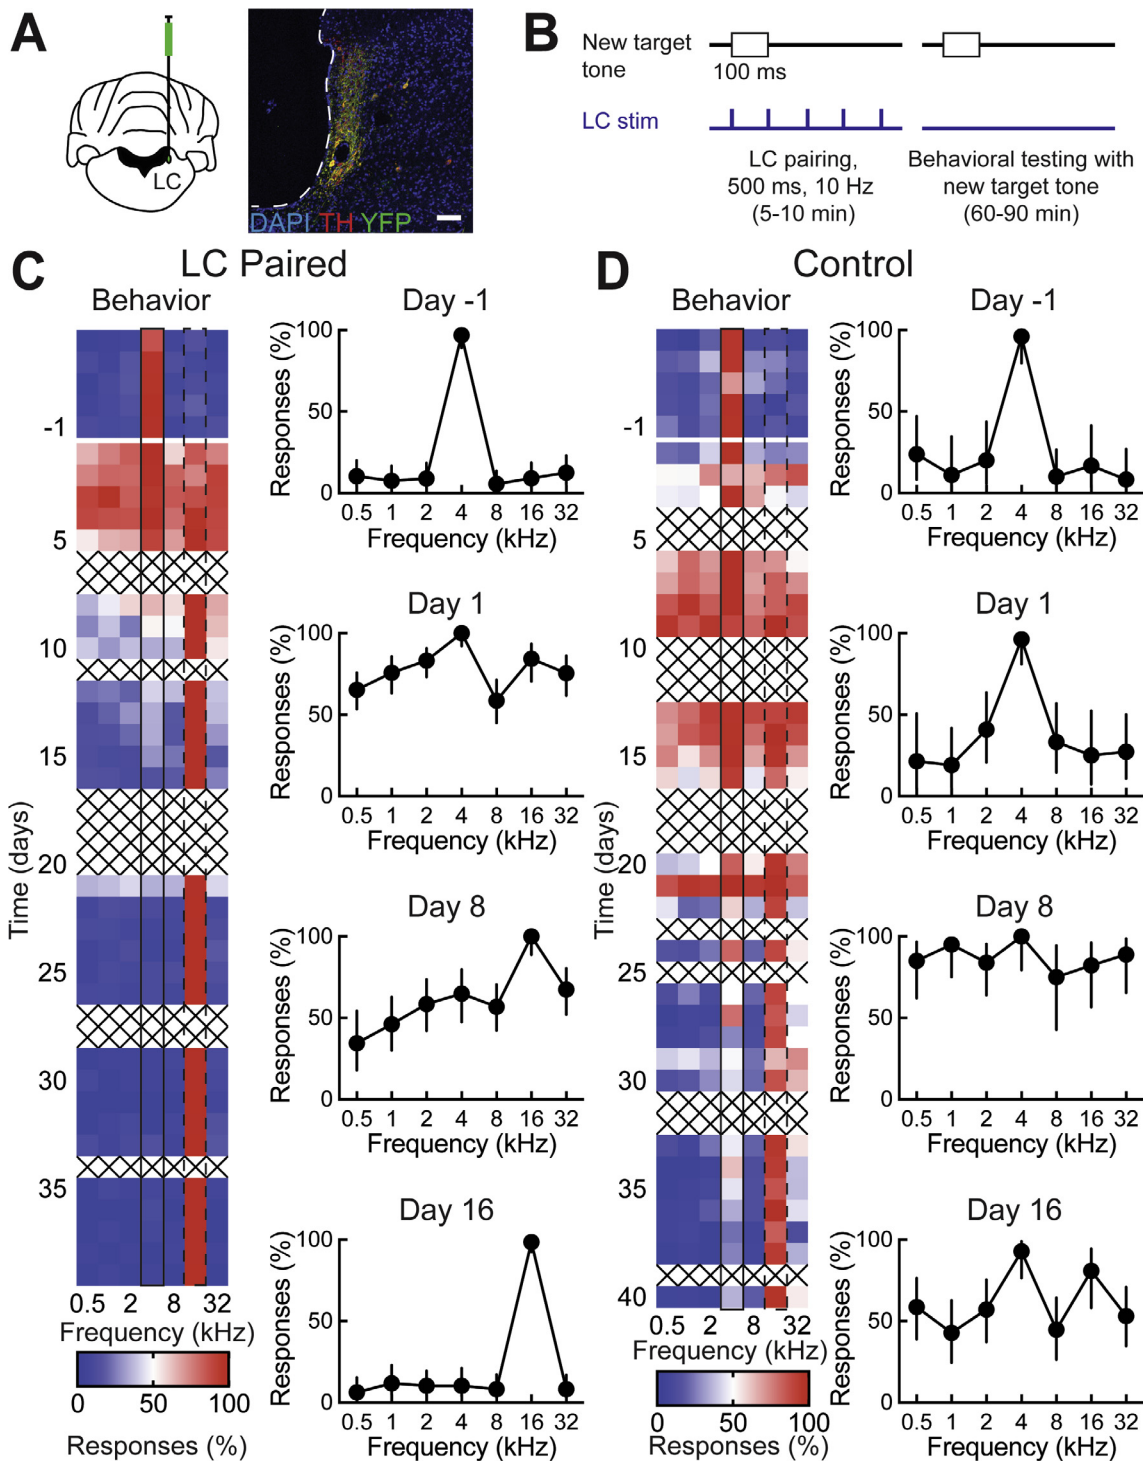 A
LC
DAPI TH YFP
B
New target
tone
100 ms
LC stim
LC pairing,
500 ms, 10 Hz
(5-10 min)
Behavioral testing with
new target tone
(60-90 min)
C
LC Paired
Behavior
-1
5
10
15
20
25
30
35
Time (days)
0.5 2 8 32
Frequency (kHz)
0 50 100
Responses (%)
Day -1
100
50
0
Responses (%)
0.5 1 2 4 8 16 32
Frequency (kHz)
Day 1
100
50
0
Responses (%)
0.5 1 2 4 8 16 32
Frequency (kHz)
Day 8
100
50
0
Responses (%)
0.5 1 2 4 8 16 32
Frequency (kHz)
Day 16
100
50
0
Responses (%)
0.5 1 2 4 8 16 32
Frequency (kHz)
D
Control
Behavior
-1
5
10
15
20
25
30
35
40
Time (days)
0.5 2 8 32
Frequency (kHz)
0 50 100
Responses (%)
Day -1
100
50
0
Responses (%)
0.5 1 2 4 8 16 32
Frequency (kHz)
Day 1
100
50
0
Responses (%)
0.5 1 2 4 8 16 32
Frequency (kHz)
Day 8
100
50
0
Responses (%)
0.5 1 2 4 8 16 32
Frequency (kHz)
Day 16
100
50
0
Responses (%)
0.5 1 2 4 8 16 32
Frequency (kHz)